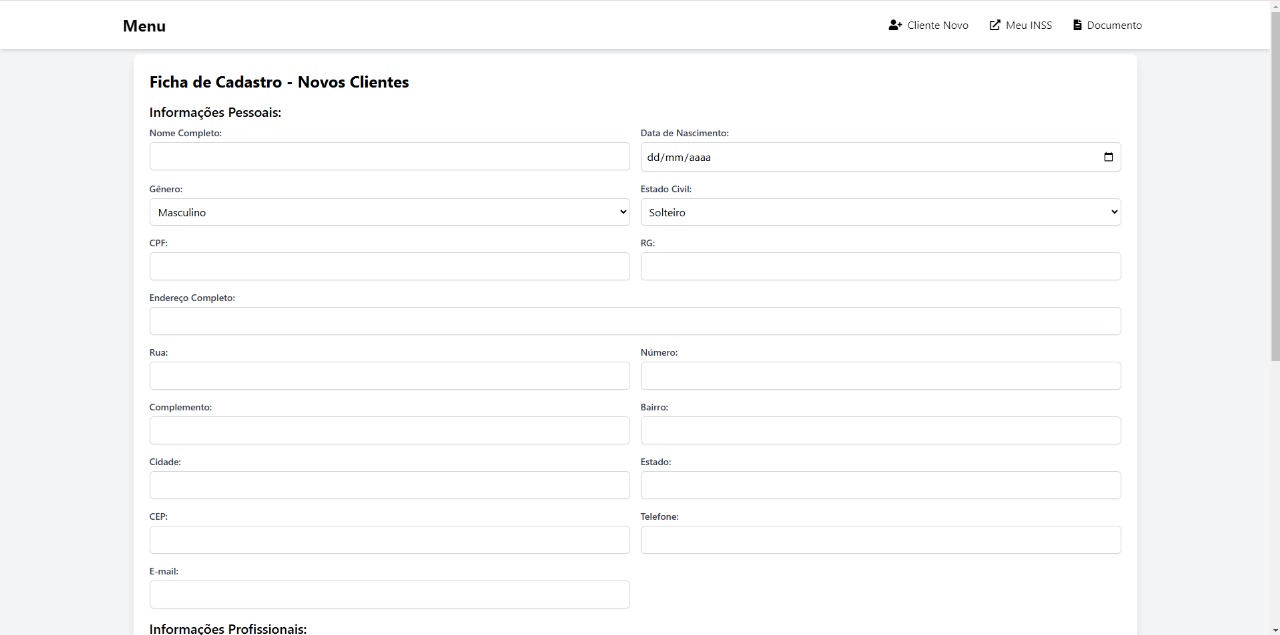 Menu
Cliente Novo
Meu INSS
Documento
Ficha de Cadastro - Novos Clientes
Informações Pessoais:
Nome Completo:
Data de Nascimento:
dd/mm/aaaa
Gênero:
Estado Civil:
Masculino
Solteiro
CPF:
RG:
Endereço Completo:
Rua:
Número:
Complemento:
Bairro:
Cidade:
Estado:
CEP:
Telefone:
E-mail:
Informações Profissionais: